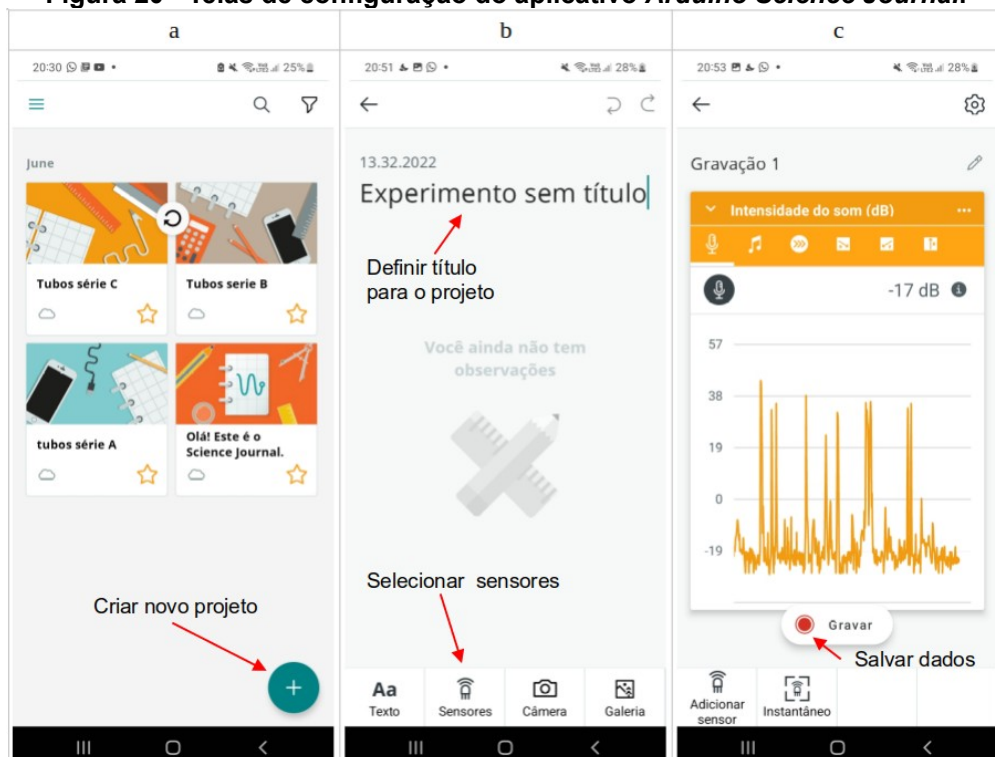 a
b
c
20:30
25%
June
Tubos série C
Tubos serie B
tubos série A
Olá! Este é o
Science Journal.
Criar novo projeto
20:51
28%
13.32.2022
Experimento sem título
Definir título
para o projeto
Você ainda não tem
observações
Selecionar sensores
Aa
Texto
Sensores
Câmera
Galeria
20:53
28%
Gravação 1
Intensidade do som (dB)
-17 dB
57
38
19
0
-19
Gravar
Salvar dados
Adicionar
sensor
Instantâneo